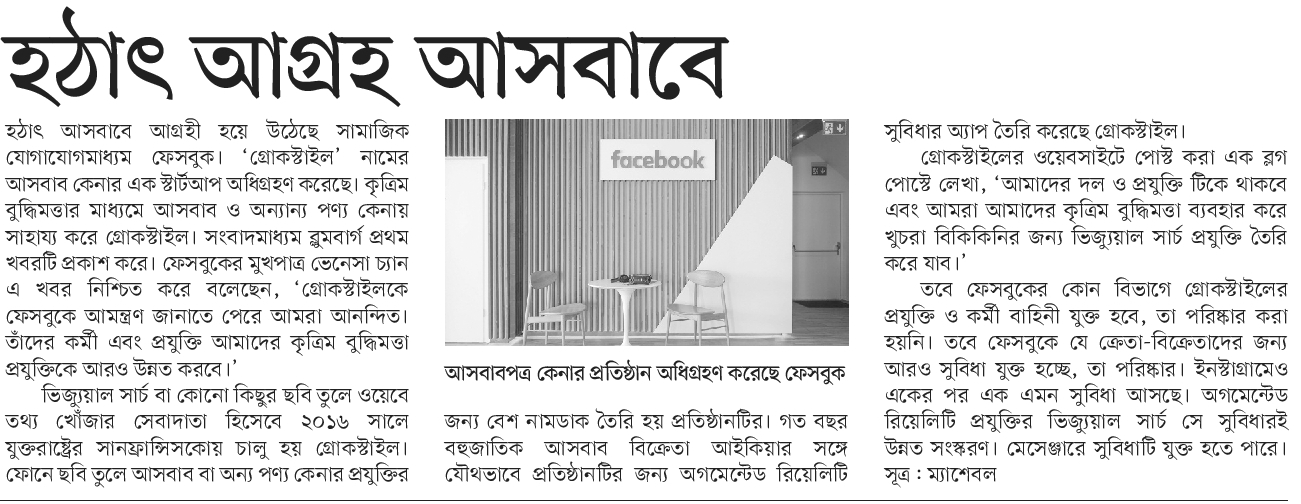 হঠাৎ আগ্রহ আসবাবে
হঠাৎ আসবাবে আগ্রহী হয়ে উঠেছে সামাজিক
যোগাযোগমাধ্যম ফেসবুক। ‘গ্রোকস্টাইল’ নামের
আসবাব কেনার এক স্টার্টআপ অধিগ্রহণ করেছে। কৃত্রিম
বুদ্ধিমত্তার মাধ্যমে আসবাব ও অন্যান্য পণ্য কেনায়
সাহায্য করে গ্রোকস্টাইল। সংবাদমাধ্যম ব্লুমবার্গ প্রথম
খবরটি প্রকাশ করে। ফেসবুকের মুখপাত্র ভেনেসা চ্যান
এ খবর নিশ্চিত করে বলেছেন, ‘গ্রোকস্টাইলকে
ফেসবুকে আমন্ত্রণ জানাতে পেরে আমরা আনন্দিত।
তাঁদের কর্মী এবং প্রযুক্তি আমাদের কৃত্রিম বুদ্ধিমত্তা
প্রযুক্তিকে আরও উন্নত করবে।’
ভিজ্যুয়াল সার্চ বা কোনো কিছুর ছবি তুলে ওয়েবে
তথ্য খোঁজার সেবাদাতা হিসেবে ২০১৬ সালে
যুক্তরাষ্ট্রের সানফ্রান্সিসকোয় চালু হয় গ্রোকস্টাইল।
ফোনে ছবি তুলে আসবাব বা অন্য পণ্য কেনার প্রযুক্তির
facebook
আসবাবপত্র কেনার প্রতিষ্ঠান অধিগ্রহণ করেছে ফেসবুক
জন্য বেশ নামডাক তৈরি হয় প্রতিষ্ঠানটির। গত বছর
বহুজাতিক আসবাব বিক্রেতা আইকিয়ার সঙ্গে
যৌথভাবে প্রতিষ্ঠানটির জন্য অগমেন্টেড রিয়েলিটি
সুবিধার অ্যাপ তৈরি করেছে গ্রোকস্টাইল।
গ্রোকস্টাইলের ওয়েবসাইটে পোস্ট করা এক ব্লগ
পোস্টে লেখা, ‘আমাদের দল ও প্রযুক্তি টিকে থাকবে
এবং আমরা আমাদের কৃত্রিম বুদ্ধিমত্তা ব্যবহার করে
খুচরা বিকিকিনির জন্য ভিজ্যুয়াল সার্চ প্রযুক্তি তৈরি
করে যাব।’
তবে ফেসবুকের কোন বিভাগে গ্রোকস্টাইলের
প্রযুক্তি ও কর্মী বাহিনী যুক্ত হবে, তা পরিষ্কার করা
হয়নি। তবে ফেসবুকে যে ক্রেতা-বিক্রেতাদের জন্য
আরও সুবিধা যুক্ত হচ্ছে, তা পরিষ্কার। ইনস্টাগ্রামেও
একের পর এক এমন সুবিধা আসছে। অগমেন্টেড
রিয়েলিটি প্রযুক্তির ভিজ্যুয়াল সার্চ সে সুবিধারই
উন্নত সংস্করণ। মেসেঞ্জারে সুবিধাটি যুক্ত হতে পারে।
সূত্র : ম্যাশেবল